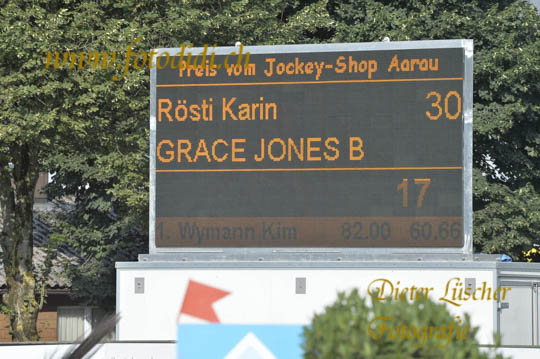 www.fotodidi.ch
Preis vom Jockey-Shop Aarau
Rösti Karin 30
GRACE JONES B
17
1. Wymann Kim 82.00 60.66
Dieter Lüscher
Fotografie